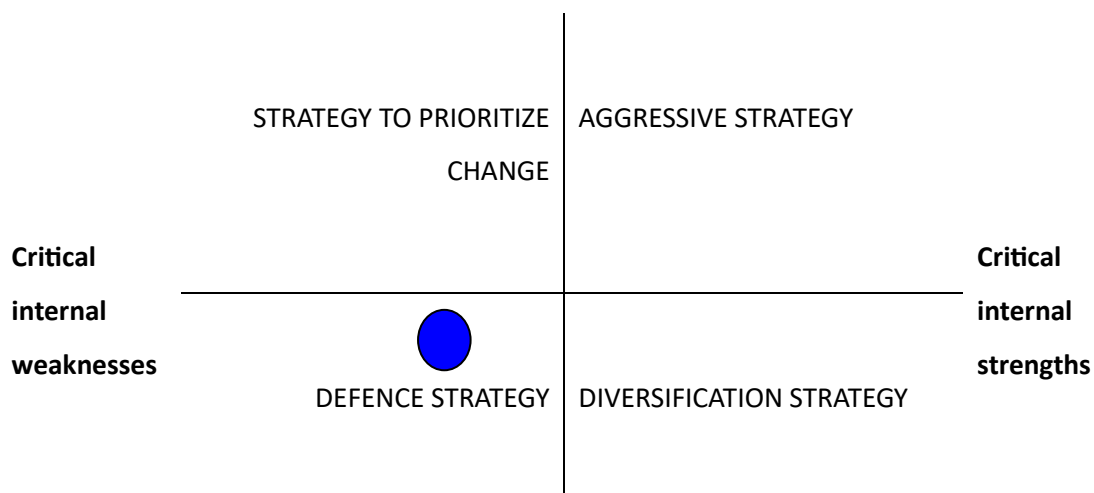 STRATEGY TO PRIORITIZE
CHANGE
AGGRESSIVE STRATEGY
Critical
internal
weaknesses
Critical
internal
strengths
DEFENCE STRATEGY
DIVERSIFICATION STRATEGY